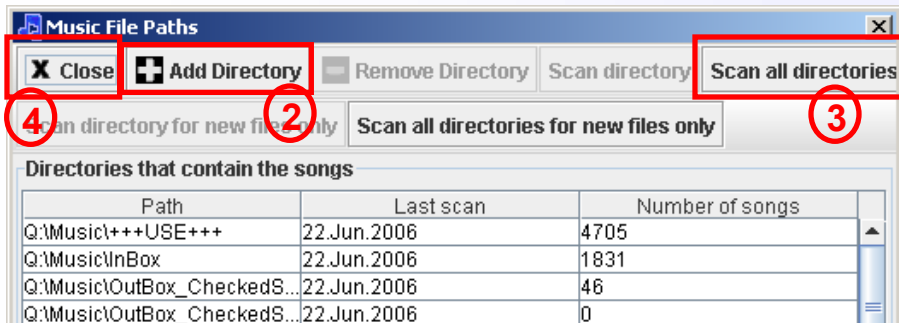 Music File Paths
X Close Add Directory Remove Directory Scan directory Scan all directories
4 2 3
Scan directory for new files only Scan all directories for new files only
Directories that contain the songs
Path Last scan Number of songs
Q:\Music\+++USE+++ 22.Jun.2006 4705
Q:\Music\InBox 22.Jun.2006 1831
Q:\Music\OutBox_CheckedS... 22.Jun.2006 46
Q:\Music\OutBox_CheckedS... 22.Jun.2006 0